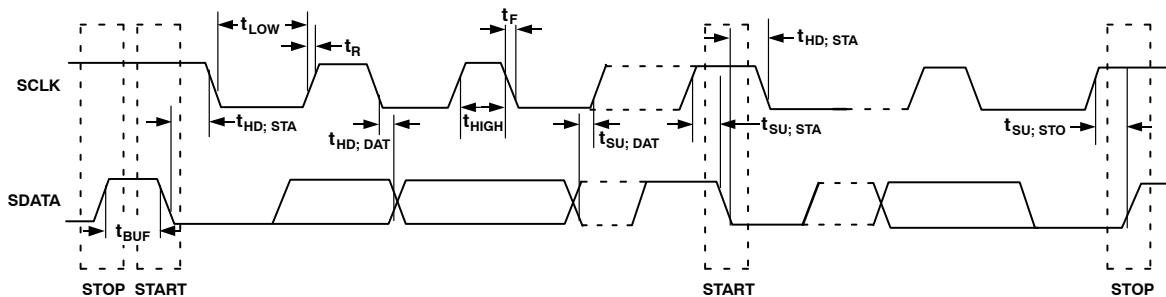 tLOW
tR
tF
tHD; STA
SCLK
tHD; STA
tHD; DAT
tHIGH
tSU; DAT
tSU; STA
tSU; STO
SDATA
tBUF
STOP START START STOP